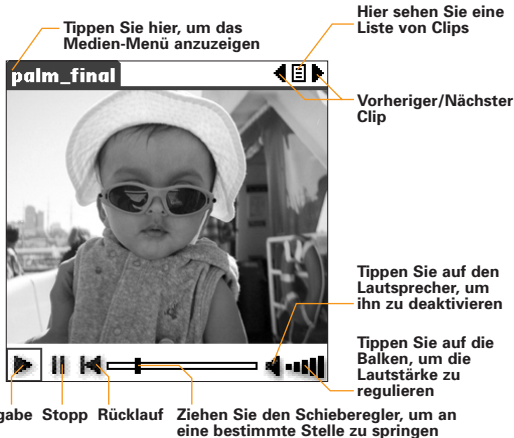 Tippen Sie hier, um das
Medien-Menü anzuzeigen
Hier sehen Sie eine
Liste von Clips
palm_final
Vorheriger/Nächster
Clip
Tippen Sie auf den
Lautsprecher, um
ihn zu deaktivieren
Tippen Sie auf die
Balken, um die
Lautstärke zu
regulieren
gabe Stopp Rücklauf Ziehen Sie den Schieberegler, um an
eine bestimmte Stelle zu springen